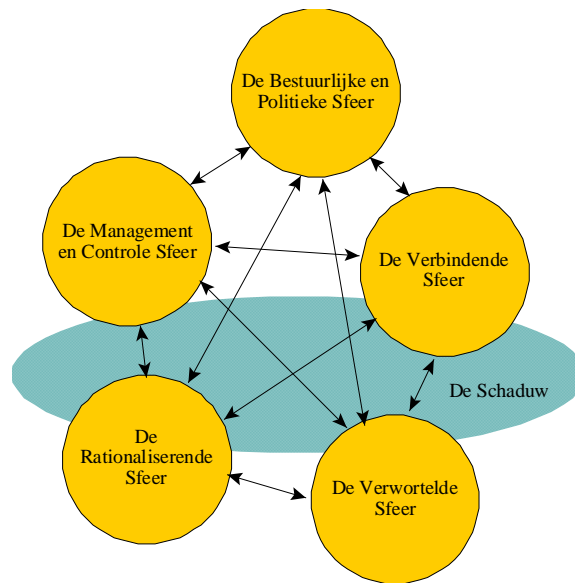 De Bestuurlijke en
Politieke Sfeer
De Management
en Controle Sfeer
De Verbindende
Sfeer
De Schaduw
De
Rationaliserende
Sfeer
De Verwortelde
Sfeer